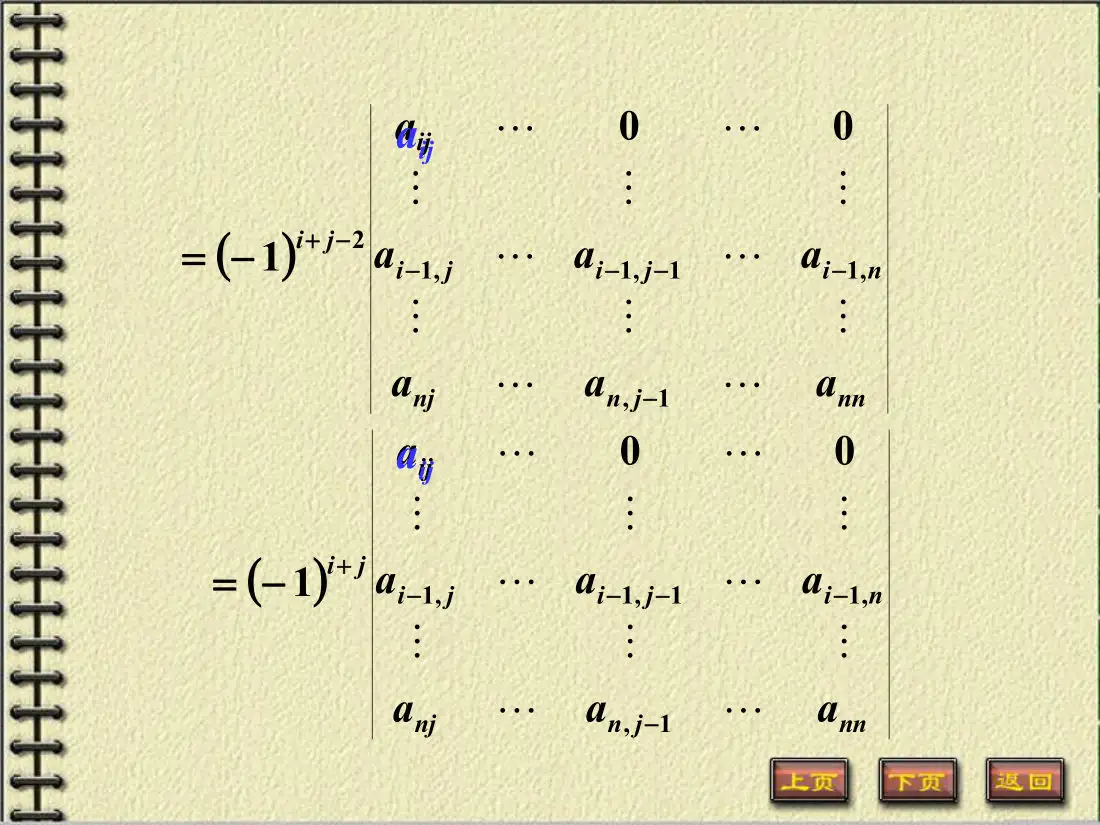 a_{ij} ⋯ 0 ⋯ 0
⋮ ⋮ ⋮
=(−1)^{i+j−2} a_{i−1,j} ⋯ a_{i−1,j−1} ⋯ a_{i−1,n}
⋮ ⋮ ⋮
a_{nj} ⋯ a_{n,j−1} ⋯ a_{nn}
a_{ij} ⋯ 0 ⋯ 0
⋮ ⋮ ⋮
=(−1)^{i+j} a_{i−1,j} ⋯ a_{i−1,j−1} ⋯ a_{i−1,n}
⋮ ⋮ ⋮
a_{nj} ⋯ a_{n,j−1} ⋯ a_{nn}
上页 下页 返回